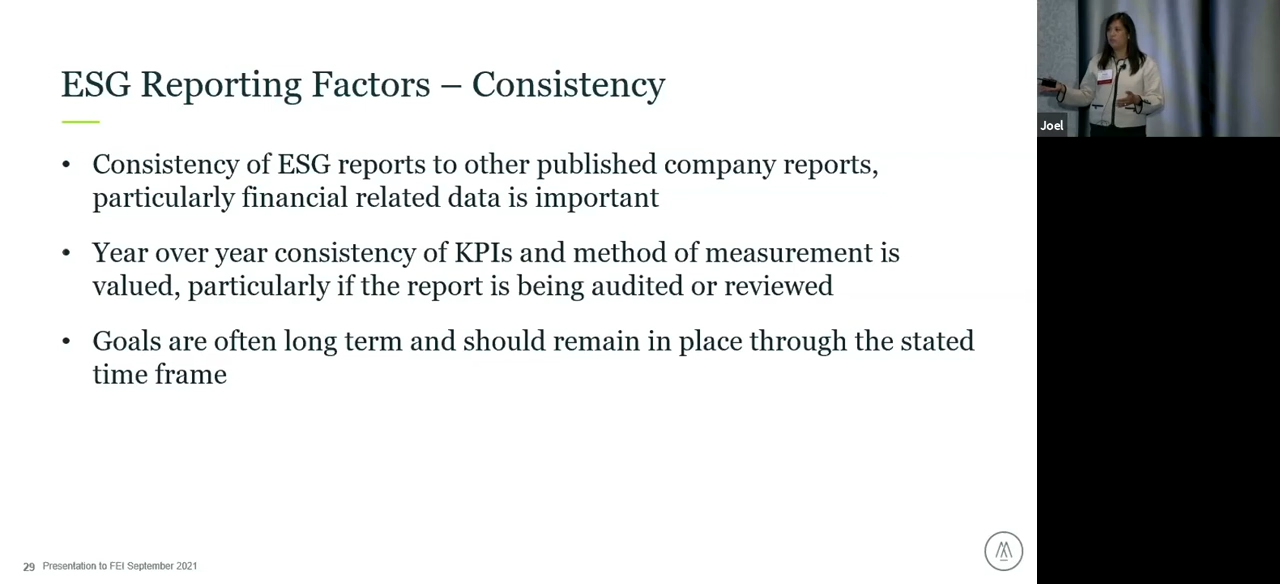 ESG Reporting Factors – Consistency
• Consistency of ESG reports to other published company reports,
particularly financial related data is important
• Year over year consistency of KPIs and method of measurement is
valued, particularly if the report is being audited or reviewed
• Goals are often long term and should remain in place through the stated
time frame
29 Presentation to FEI September 2021
Joel